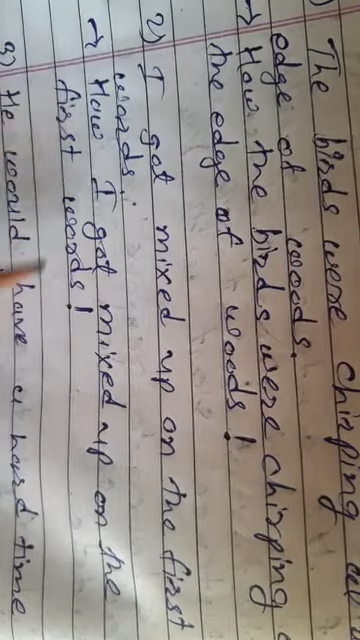 ) The birds were chirping at
edge of woods.
→ How the birds were chirping
the edge of woods!
2) I got mixed up on the first
words.
→ How I got mixed up on the
first words!
3) He would have a hard time